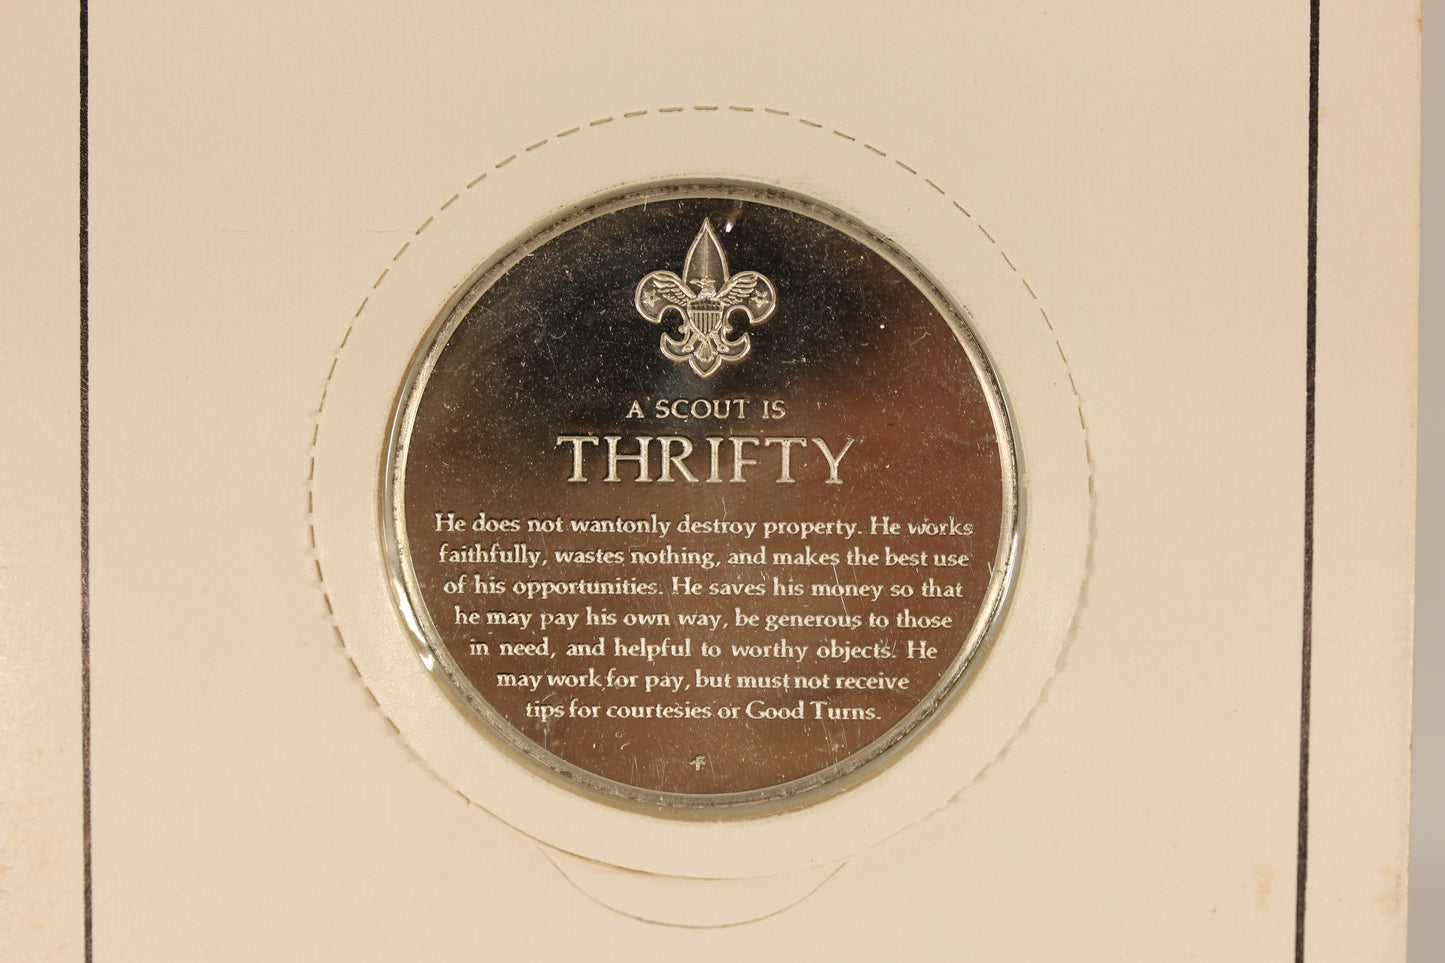 A SCOUT IS
THRIFTY
He does not wantonly destroy property. He works
faithfully, wastes nothing, and makes the best use
of his opportunities. He saves his money so that
he may pay his own way, be generous to those
in need, and helpful to worthy objects. He
may work for pay, but must not receive
tips for courtesies or Good Turns.